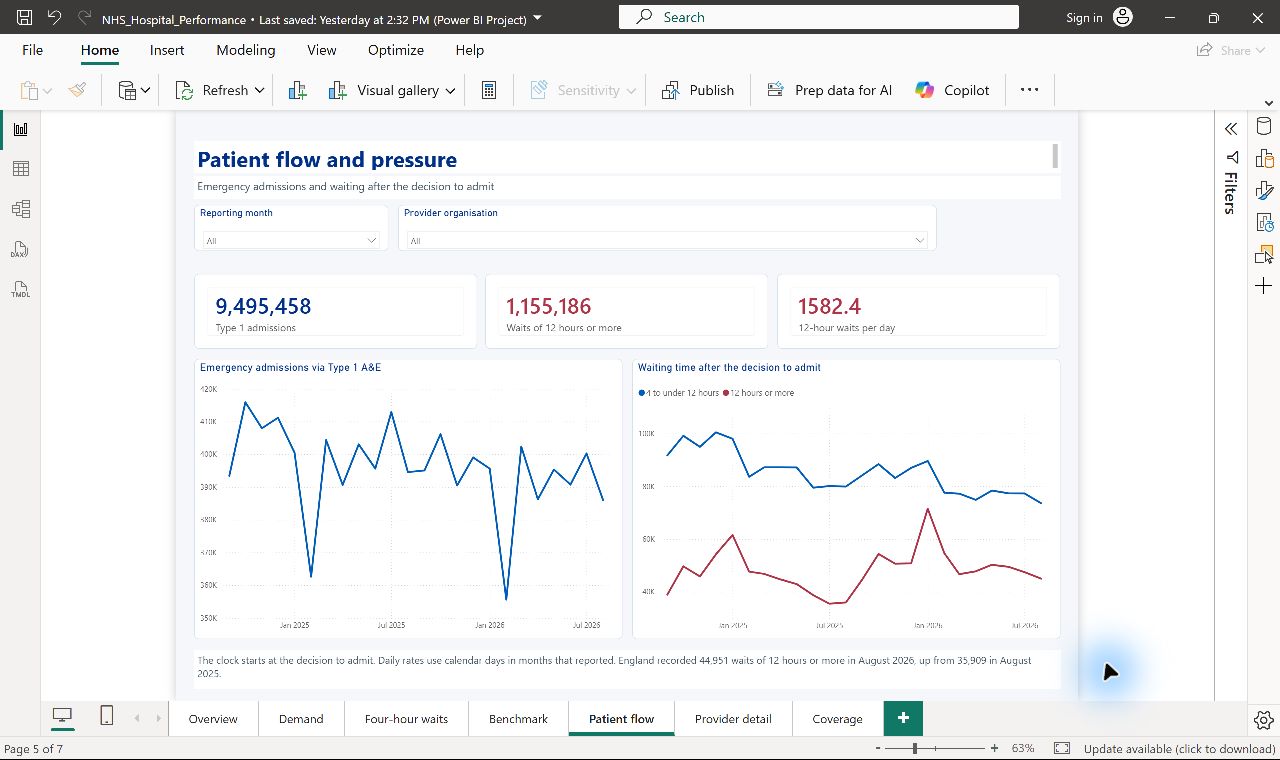 NHS_Hospital_Performance • Last saved: Yesterday at 2:32 PM (Power BI Project)
Search
Sign in
File
Home
Insert
Modeling
View
Optimize
Help
Share
Refresh
Visual gallery
Sensitivity
Publish
Prep data for AI
Copilot
DAX
TMDL
Patient flow and pressure
Emergency admissions and waiting after the decision to admit
Reporting month
All
Provider organisation
All
9,495,458
Type 1 admissions
1,155,186
Waits of 12 hours or more
1582.4
12-hour waits per day
Emergency admissions via Type 1 A&E
420K
410K
400K
390K
380K
370K
360K
350K
Jan 2025
Jul 2025
Jan 2026
Jul 2026
Waiting time after the decision to admit
4 to under 12 hours
12 hours or more
100K
80K
60K
40K
Jan 2025
Jul 2025
Jan 2026
Jul 2026
The clock starts at the decision to admit. Daily rates use calendar days in months that reported. England recorded 44,951 waits of 12 hours or more in August 2026, up from 35,909 in August
2025.
Filters
Overview
Demand
Four-hour waits
Benchmark
Patient flow
Provider detail
Coverage
+
Page 5 of 7
- + 63%
Update available (click to download)